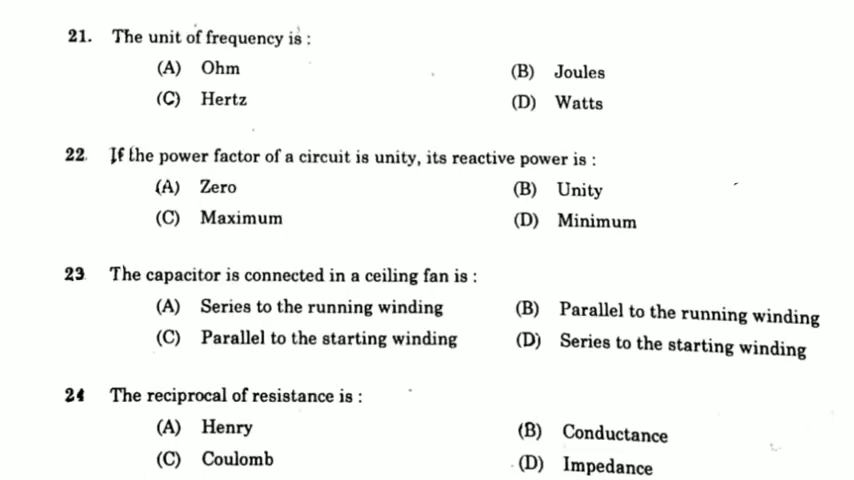 21. The unit of frequency is :
(A) Ohm (B) Joules
(C) Hertz (D) Watts
22. If the power factor of a circuit is unity, its reactive power is :
(A) Zero (B) Unity
(C) Maximum (D) Minimum
23 The capacitor is connected in a ceiling fan is :
(A) Series to the running winding (B) Parallel to the running winding
(C) Parallel to the starting winding (D) Series to the starting winding
24 The reciprocal of resistance is :
(A) Henry (B) Conductance
(C) Coulomb (D) Impedance